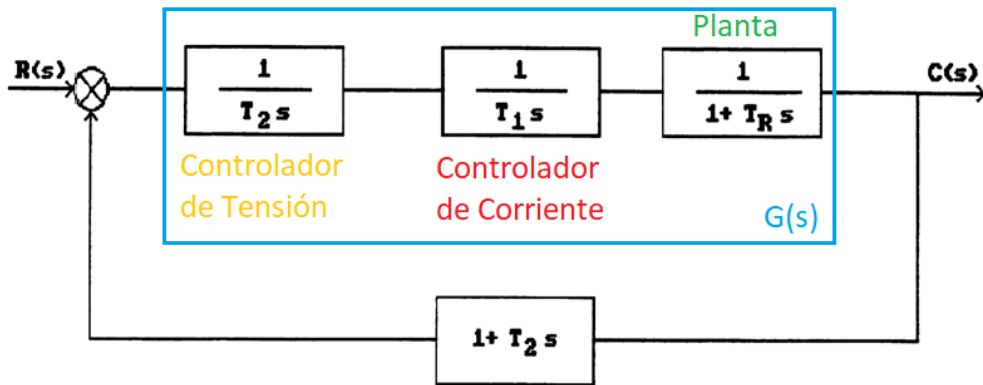 Planta
R(s)
1
T2 s
1
T1 s
1
1+ TR s
C(s)
Controlador
de Tensión
Controlador
de Corriente
G(s)
1+ T2 s